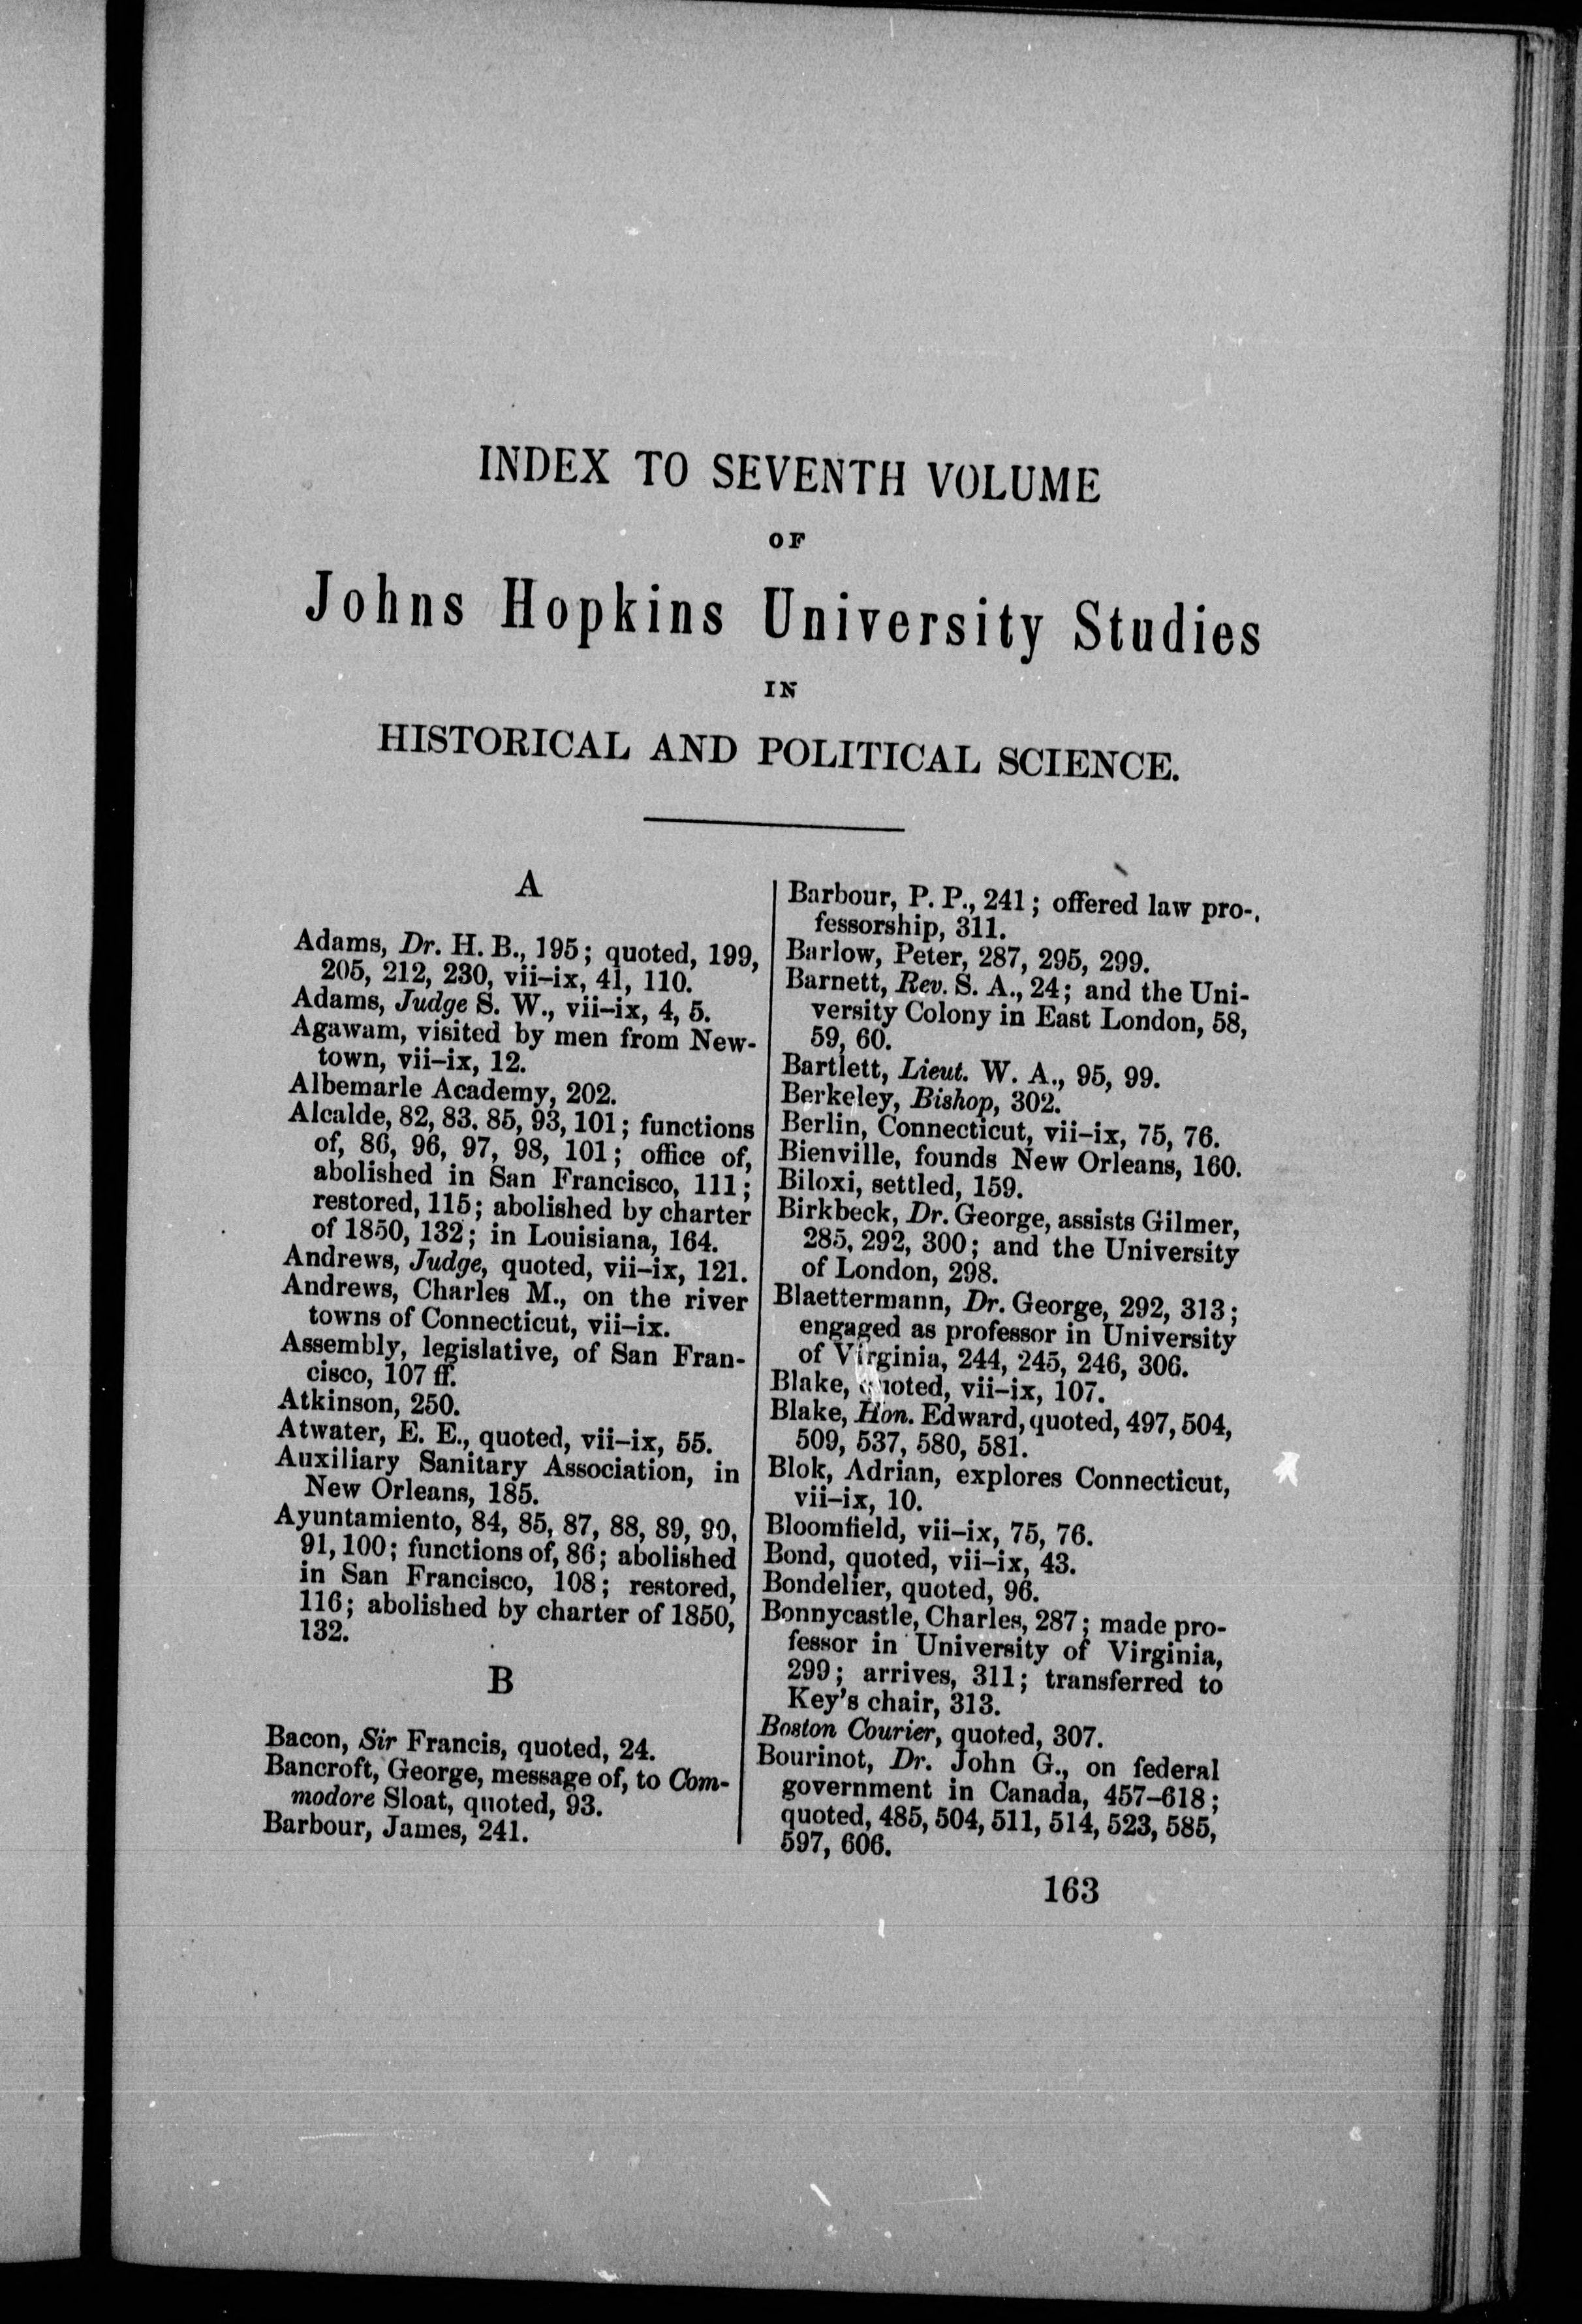 INDEX TO SEVENTH VOLUME
OF
Johns Hopkins University Studies
IN
HISTORICAL AND POLITICAL SCIENCE.
A
Adams, Dr. H. B., 195; quoted, 199,
205, 212, 230, vii–ix, 41, 110.
Adams, Judge S. W., vii–ix, 4, 5.
Agawam, visited by men from New-
town, vii–ix, 12.
Albemarle Academy, 202.
Alcalde, 82, 83, 85, 93, 101; functions
of, 86, 96, 97, 98, 101; office of,
abolished in San Francisco, 111;
restored, 115; abolished by charter
of 1850, 132; in Louisiana, 164.
Andrews, Judge, quoted, vii–ix, 121.
Andrews, Charles M., on the river
towns of Connecticut, vii–ix.
Assembly, legislative, of San Fran-
cisco, 107 ff.
Atkinson, 250.
Atwater, E. E., quoted, vii–ix, 55.
Auxiliary Sanitary Association, in
New Orleans, 185.
Ayuntamiento, 84, 85, 87, 88, 89, 90,
91, 100; functions of, 86; abolished
in San Francisco, 108; restored,
116; abolished by charter of 1850,
132.
B
Bacon, Sir Francis, quoted, 24.
Bancroft, George, message of, to Com-
modore Sloat, quoted, 93.
Barbour, James, 241.
Barbour, P. P., 241; offered law pro-
fessorship, 311.
Barlow, Peter, 287, 295, 299.
Barnett, Rev. S. A., 24; and the Uni-
versity Colony in East London, 58,
59, 60.
Bartlett, Lieut. W. A., 95, 99.
Berkeley, Bishop, 302.
Berlin, Connecticut, vii–ix, 75, 76.
Bienville, founds New Orleans, 160.
Biloxi, settled, 159.
Birkbeck, Dr. George, assists Gilmer,
285, 292, 300; and the University
of London, 298.
Blaettermann, Dr. George, 292, 313;
engaged as professor in University
of Virginia, 244, 245, 246, 306.
Blake, quoted, vii–ix, 107.
Blake, Hon. Edward, quoted, 497, 504,
509, 537, 580, 581.
Blok, Adrian, explores Connecticut,
vii–ix, 10.
Bloomfield, vii–ix, 75, 76.
Bond, quoted, vii–ix, 43.
Bondelier, quoted, 96.
Bonnycastle, Charles, 287; made pro-
fessor in University of Virginia,
299; arrives, 311; transferred to
Key's chair, 313.
Boston Courier, quoted, 307.
Bourinot, Dr. John G., on federal
government in Canada, 457–618;
quoted, 485, 504, 511, 514, 523, 585,
597, 606.
163